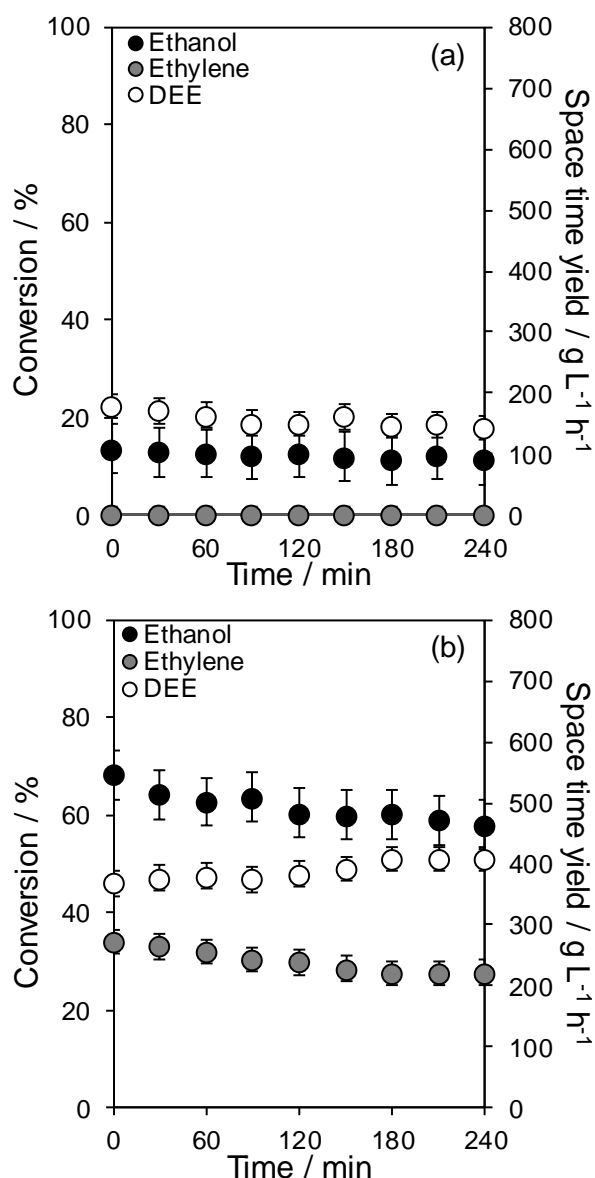 (a)
Ethanol
Ethylene
DEE
100
80
60
40
20
0
Conversion / %
800
700
600
500
400
300
200
100
0
Space time yield / g L⁻¹ h⁻¹
0 60 120 180 240
Time / min
(b)
Ethanol
Ethylene
DEE
100
80
60
40
20
0
Conversion / %
800
700
600
500
400
300
200
100
0
Space time yield / g L⁻¹ h⁻¹
0 60 120 180 240
Time / min